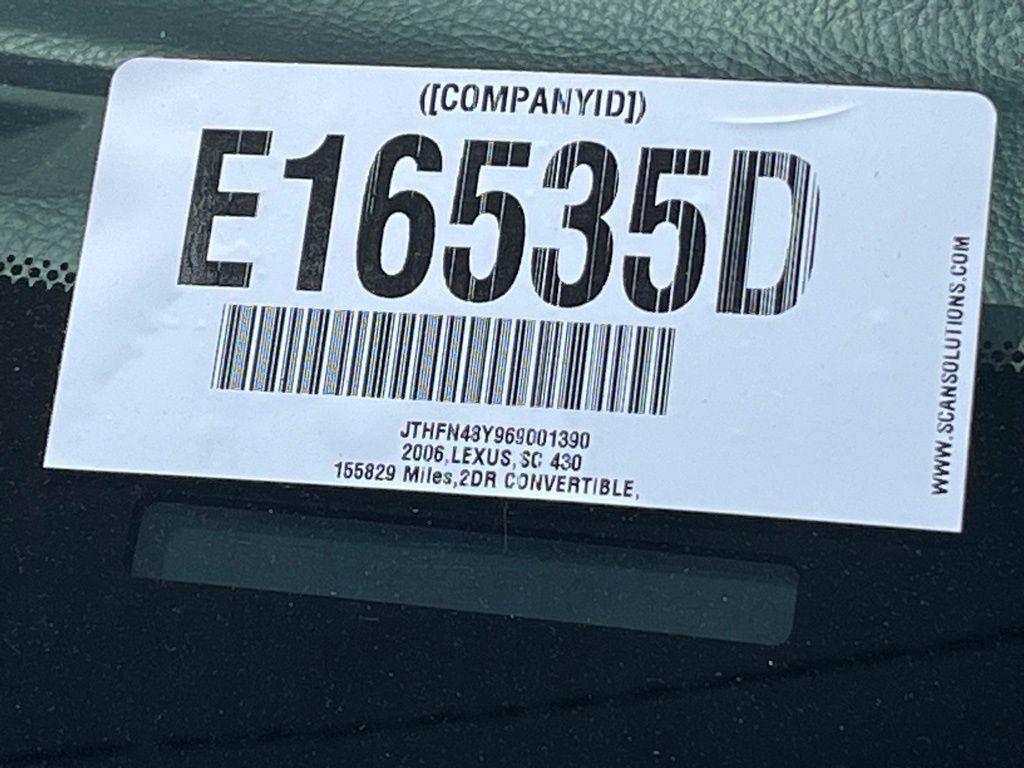 ([COMPANYID])
E16535D
JTHFN48Y969001390
2006,LEXUS,SC 430
155829 Miles,2DR CONVERTIBLE,
WWW.SCANSOLUTIONS.COM